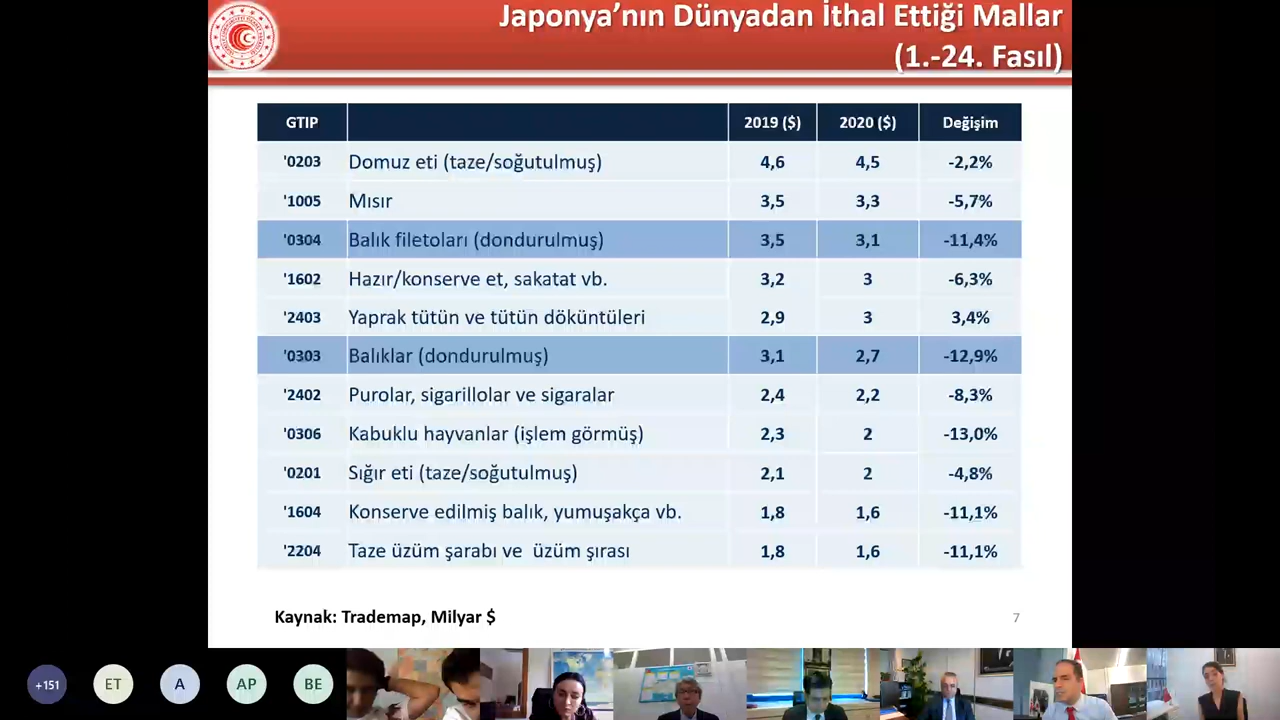 Japonya’nın Dünyadan İthal Ettiği Mallar
(1.-24. Fasıl)
GTIP 2019 ($) 2020 ($) Değişim
'0203 Domuz eti (taze/soğutulmuş) 4,6 4,5 -2,2%
'1005 Mısır 3,5 3,3 -5,7%
'0304 Balık filetoları (dondurulmuş) 3,5 3,1 -11,4%
'1602 Hazır/konserve et, sakatat vb. 3,2 3 -6,3%
'2403 Yaprak tütün ve tütün döküntüleri 2,9 3 3,4%
'0303 Balıklar (dondurulmuş) 3,1 2,7 -12,9%
'2402 Purolar, sigarillolar ve sigaralar 2,4 2,2 -8,3%
'0306 Kabuklu hayvanlar (işlem görmüş) 2,3 2 -13,0%
'0201 Sığır eti (taze/soğutulmuş) 2,1 2 -4,8%
'1604 Konserve edilmiş balık, yumuşakça vb. 1,8 1,6 -11,1%
'2204 Taze üzüm şarabı ve üzüm şırası 1,8 1,6 -11,1%
Kaynak: Trademap, Milyar $
7
+151 ET A AP BE